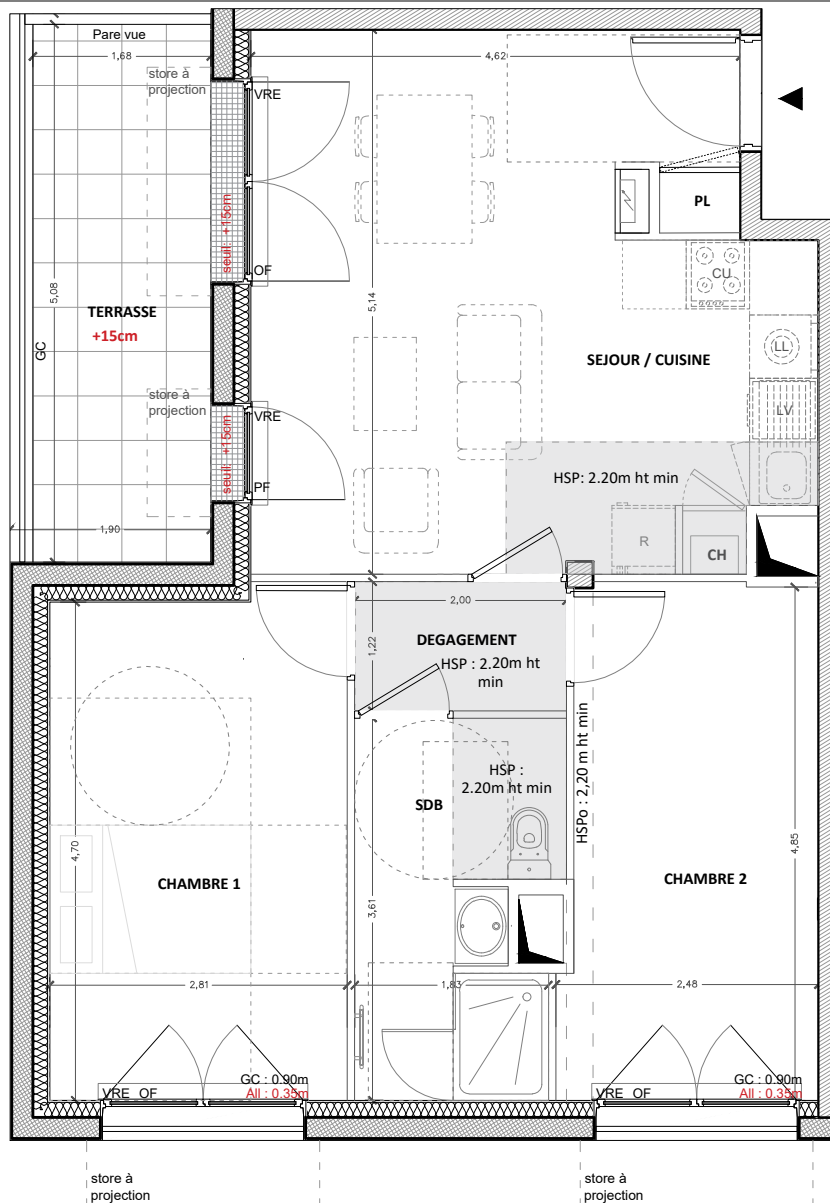 Pare vue
1,68
4,62
store à
projection
VRE
seuil: +15cm
PL
OF
CU
5,08
TERRASSE
+15cm
5,14
GC
LL
SEJOUR / CUISINE
store à
projection
LV
VRE
seuil: +15cm
HSP: 2.20m ht min
PF
1,90
R
CH
2,00
1,22
DEGAGEMENT
HSP : 2.20m ht
min
HSPo : 2,20 m ht min
HSP :
2.20m ht min
SDB
4,70
4,85
CHAMBRE 1
CHAMBRE 2
3,61
2,81
1,83
2,48
GC : 0.90m
VRE OF
All : 0.35m
GC : 0.90m
VRE OF
All : 0.35m
store à
projection
store à
projection